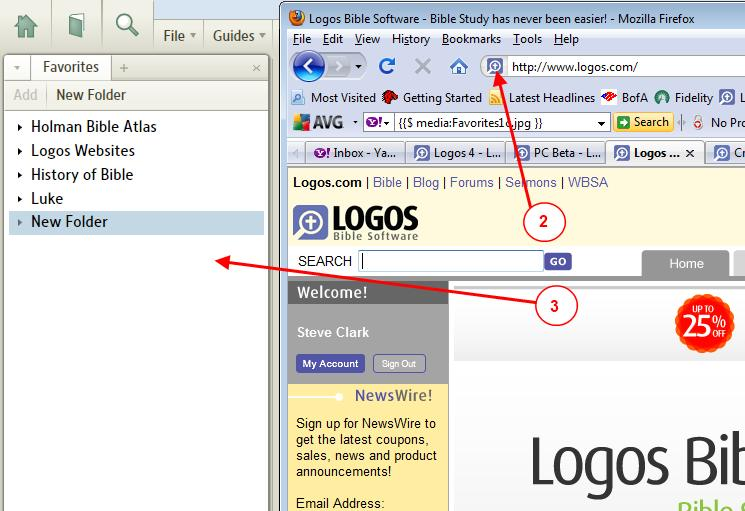 File Guides
Favorites
Add New Folder
Holman Bible Atlas
Logos Websites
History of Bible
Luke
New Folder
Logos Bible Software - Bible Study has never been easier! - Mozilla Firefox
File Edit View History Bookmarks Tools Help
http://www.logos.com/
Most Visited Getting Started Latest Headlines BofA Fidelity L
AVG Y! {{$ media:Favorites1c.jpg }} Search No Pro
Y! Inbox - Ya... Logos 4 - L... PC Beta - L... Logos ... Cr
Logos.com | Bible | Blog | Forums | Sermons | WBSA
2
LOGOS
Bible Software
SEARCH GO
Home
3
Welcome!
UP TO
25%
OFF
Steve Clark
My Account Sign Out
NewsWire!
Sign up for NewsWire to
get the latest coupons,
sales, news and product
announcements!
Email Address:
Logos Bib
Bible S